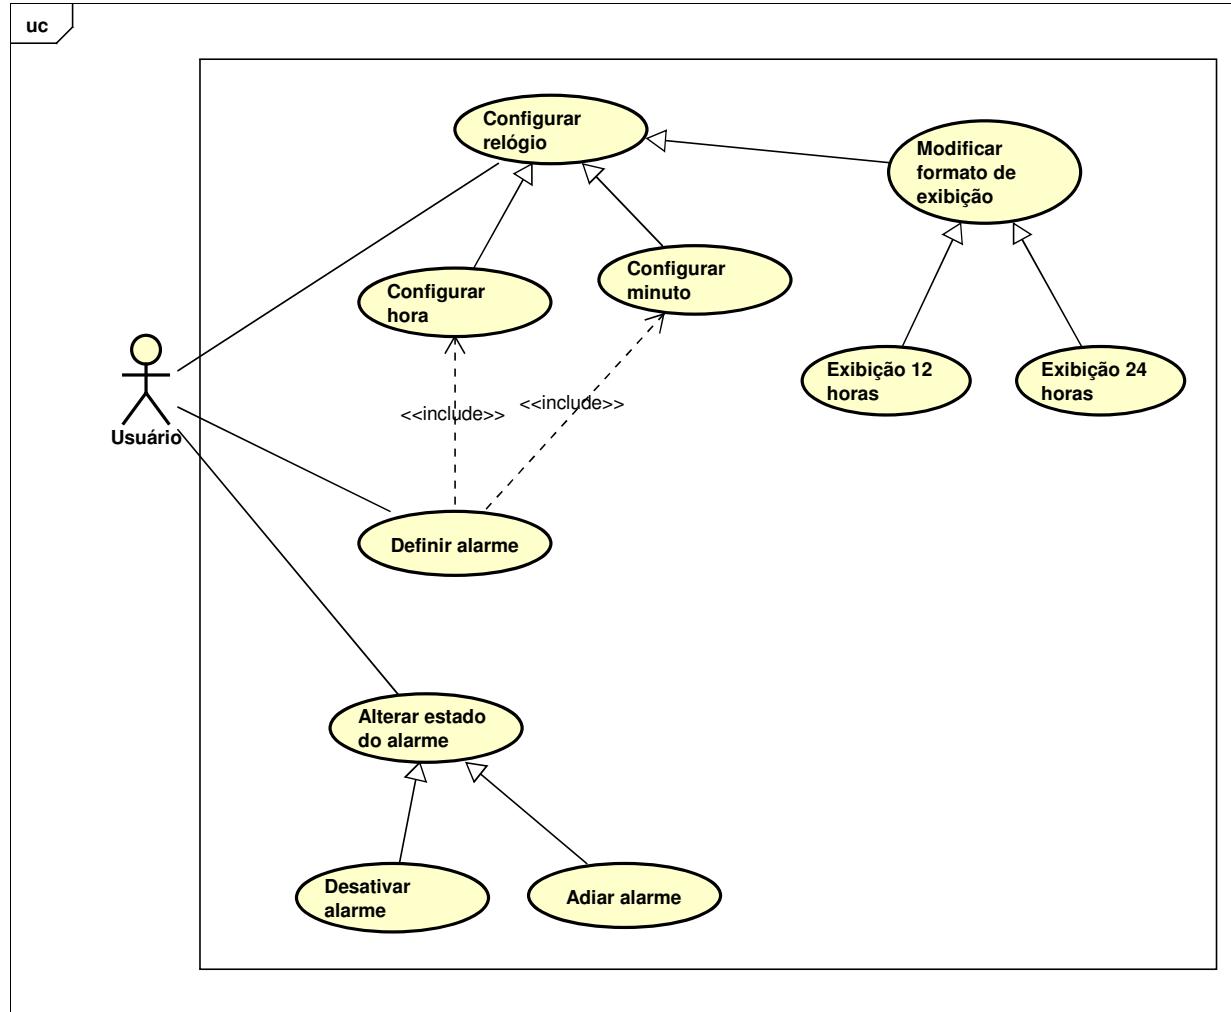 uc
Configurar
relógio
Modificar
formato de
exibição
Configurar
hora
Configurar
minuto
Exibição 12
horas
Exibição 24
horas
<<include>>
<<include>>
Usuário
Definir alarme
Alterar estado
do alarme
Desativar
alarme
Adiar alarme